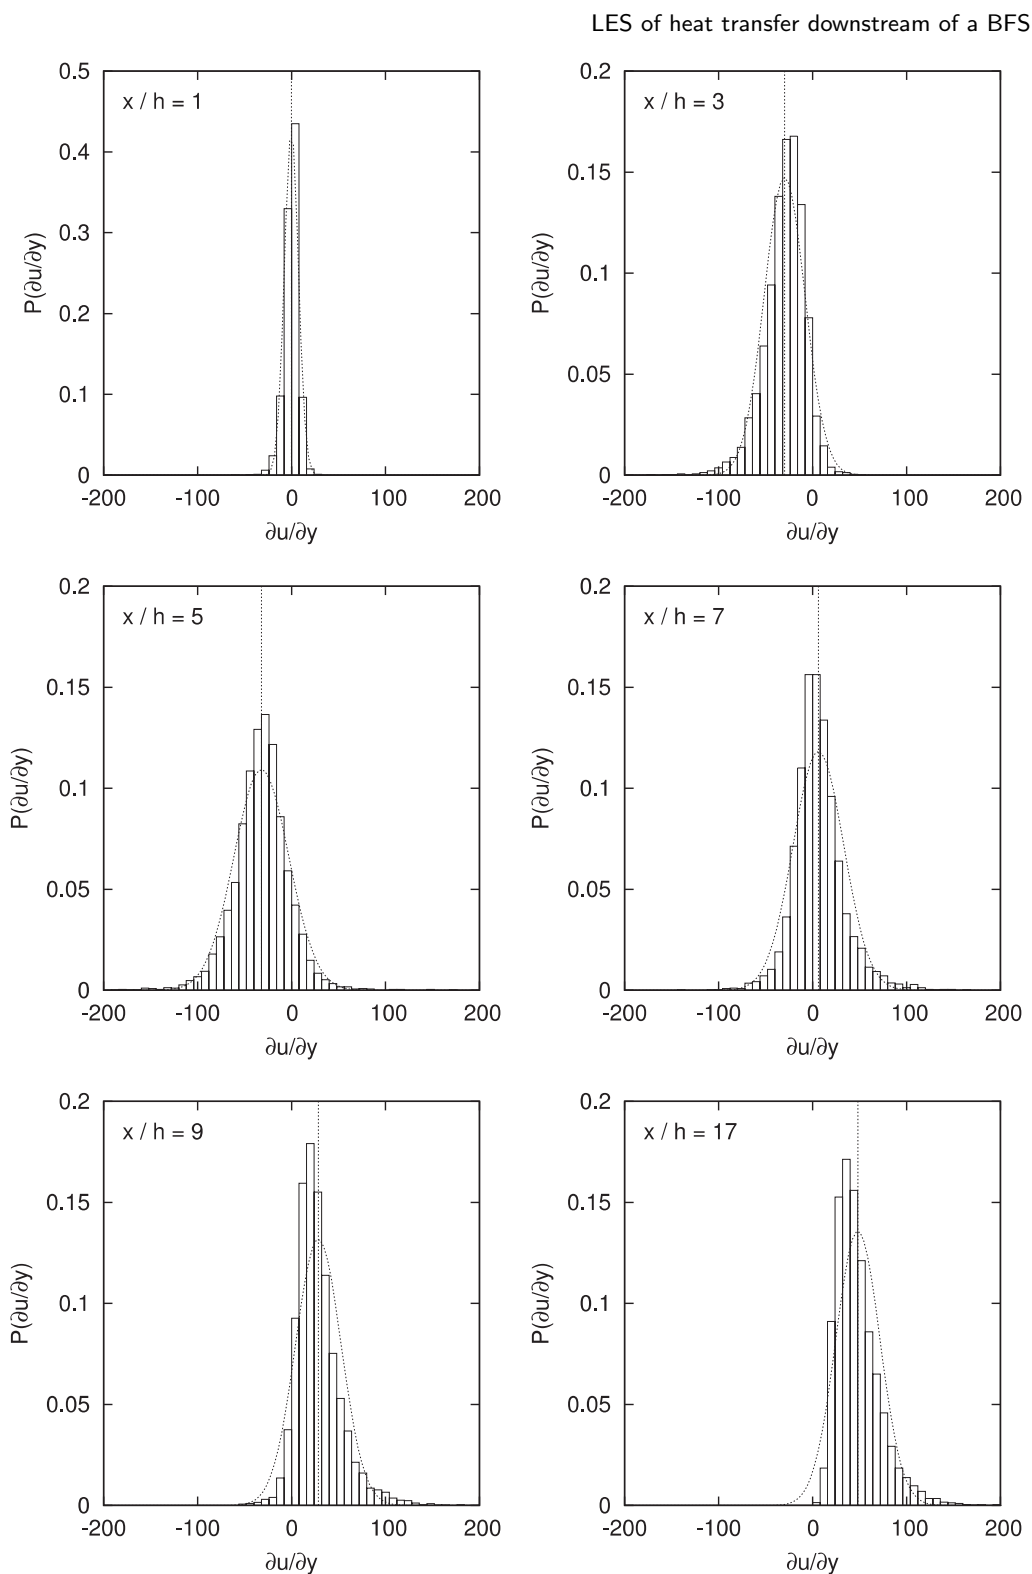 LES of heat transfer downstream of a BFS
0.5
0.4
0.3
0.2
0.1
0
x / h = 1
P(∂u/∂y)
-200 -100 0 100 200
∂u/∂y
0.2
0.15
0.1
0.05
0
x / h = 3
P(∂u/∂y)
-200 -100 0 100 200
∂u/∂y
0.2
0.15
0.1
0.05
0
x / h = 5
P(∂u/∂y)
-200 -100 0 100 200
∂u/∂y
0.2
0.15
0.1
0.05
0
x / h = 7
P(∂u/∂y)
-200 -100 0 100 200
∂u/∂y
0.2
0.15
0.1
0.05
0
x / h = 9
P(∂u/∂y)
-200 -100 0 100 200
∂u/∂y
0.2
0.15
0.1
0.05
0
x / h = 17
P(∂u/∂y)
-200 -100 0 100 200
∂u/∂y